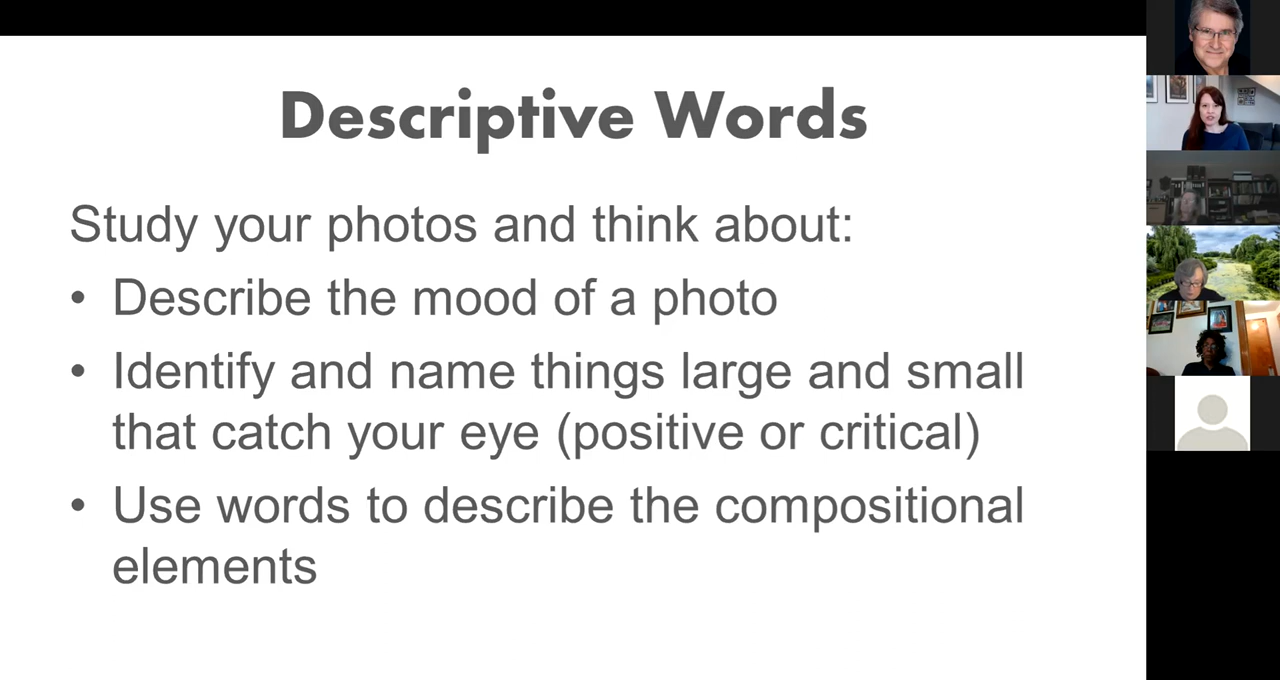 Descriptive Words
Study your photos and think about:
• Describe the mood of a photo
• Identify and name things large and small
that catch your eye (positive or critical)
• Use words to describe the compositional
elements